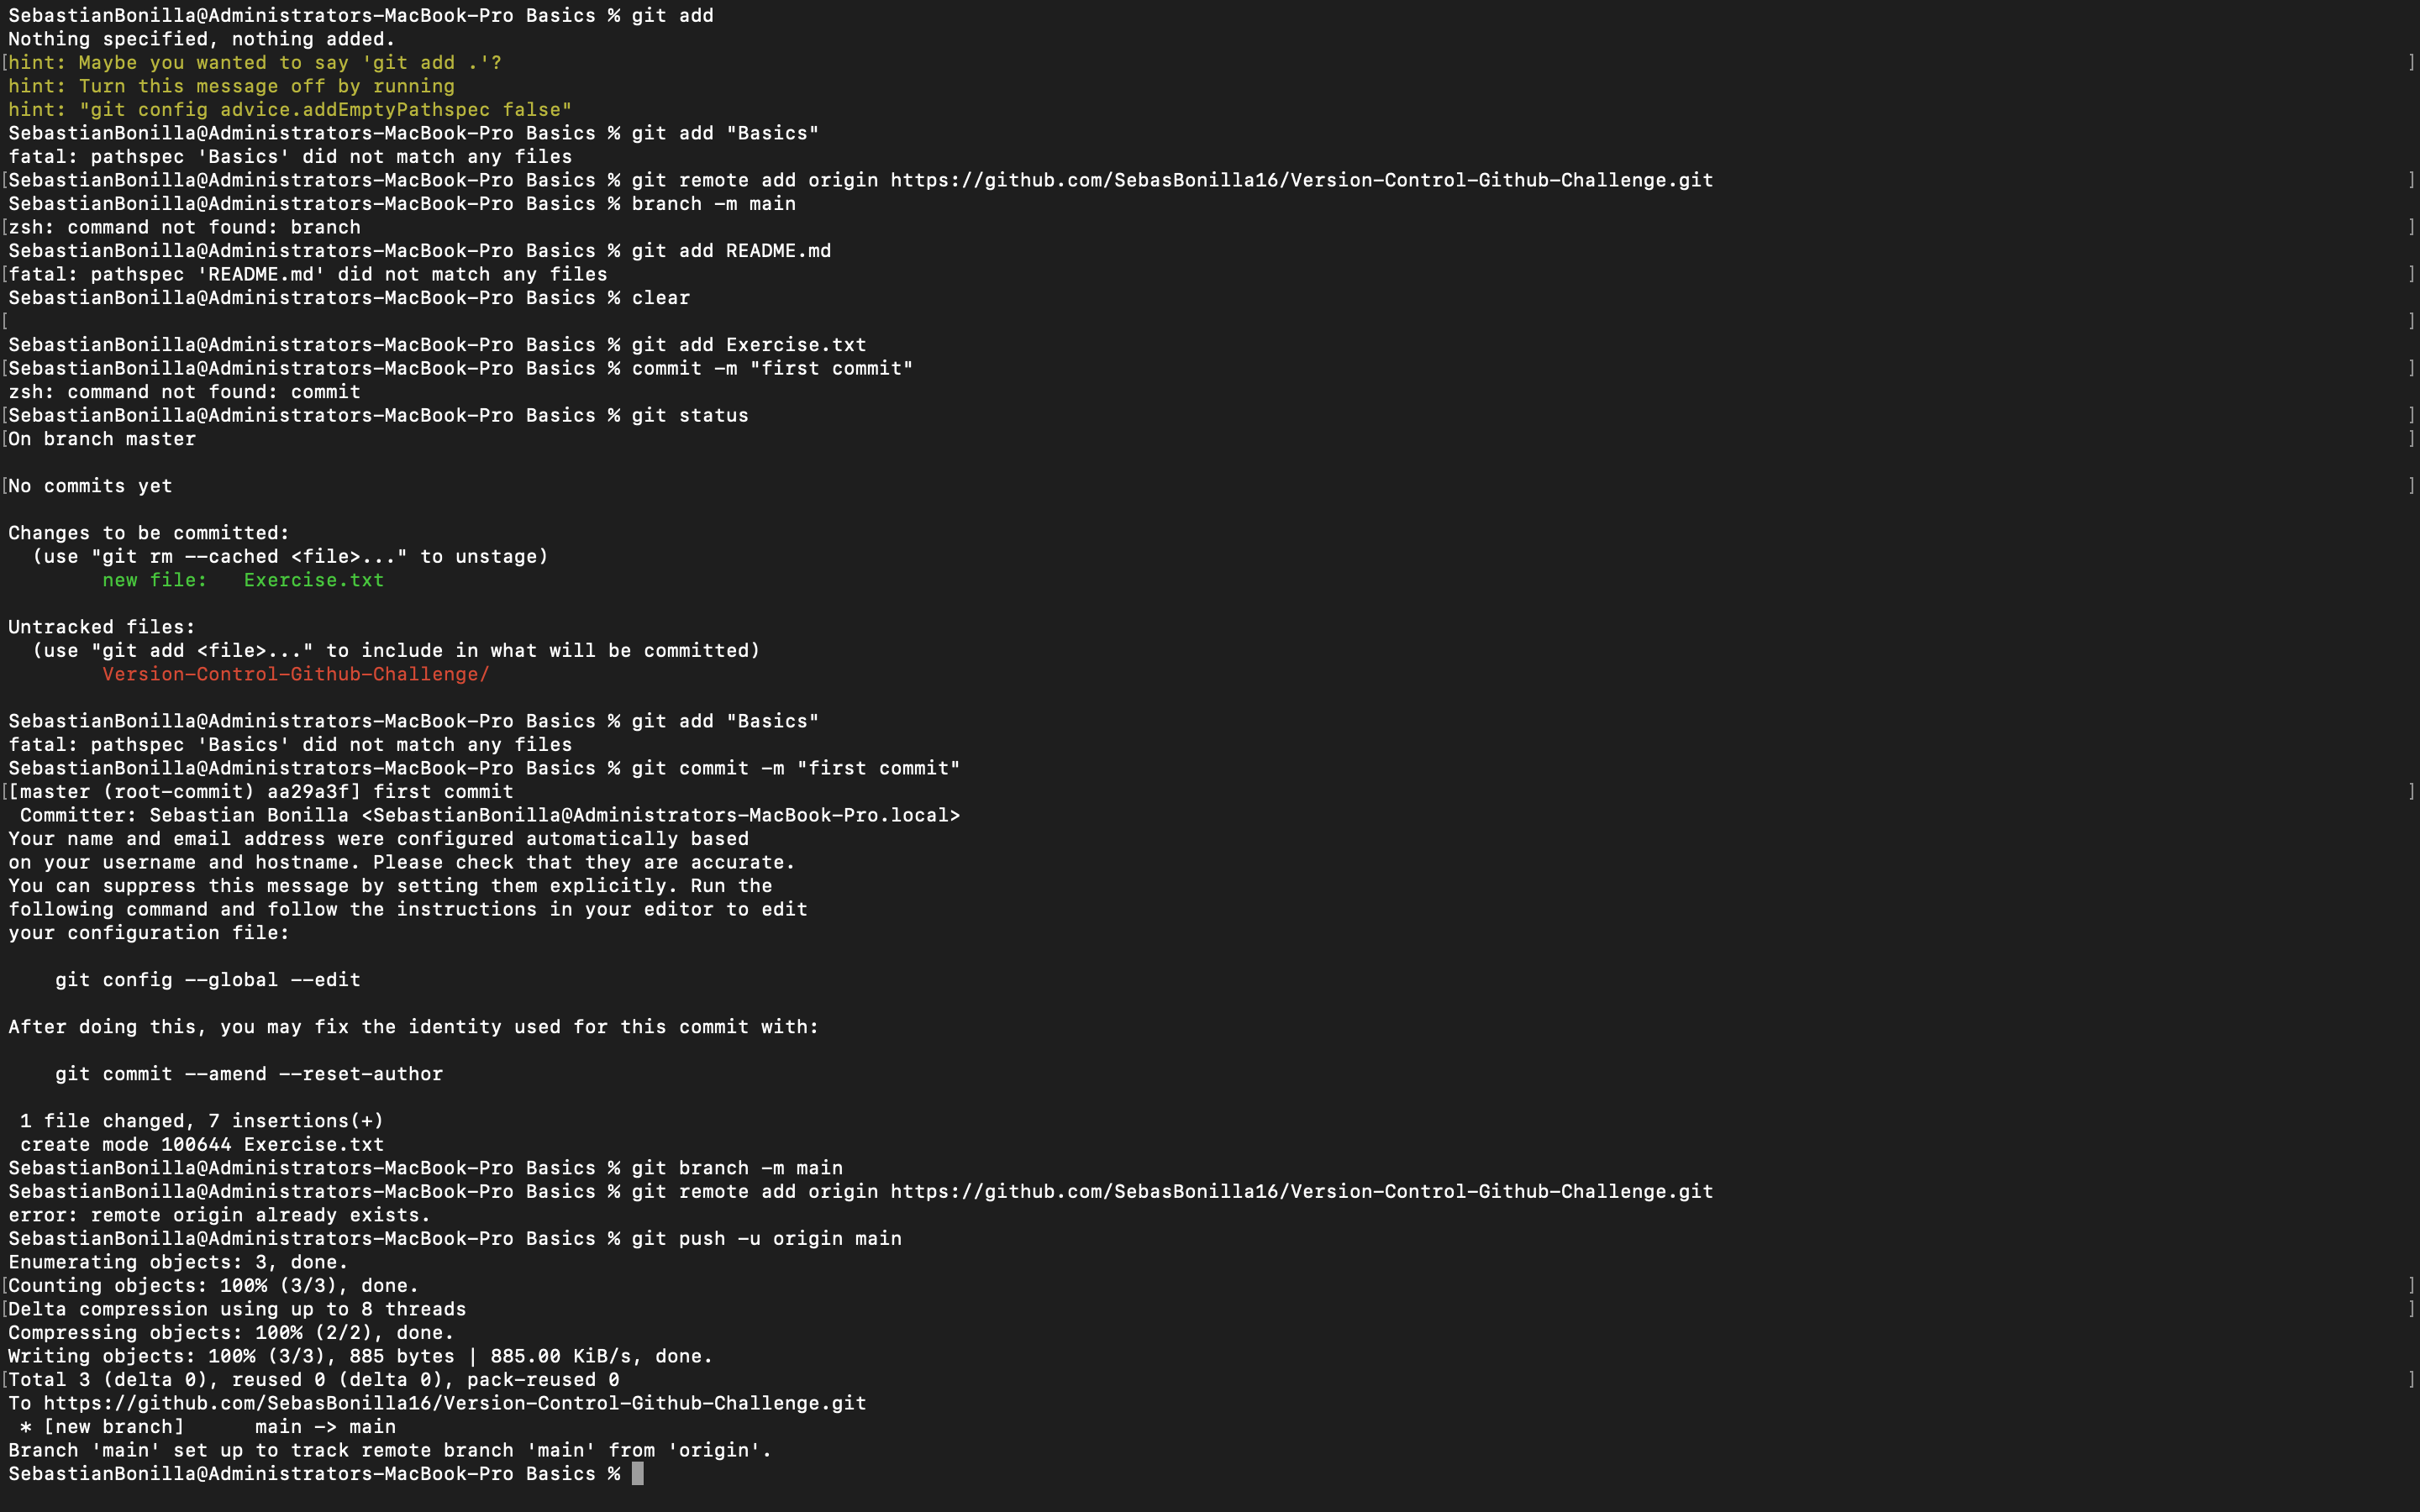 SebastianBonilla@Administrators-MacBook-Pro Basics % git add
Nothing specified, nothing added.
[hint: Maybe you wanted to say 'git add .'? ]
hint: Turn this message off by running
hint: "git config advice.addEmptyPathspec false"
SebastianBonilla@Administrators-MacBook-Pro Basics % git add "Basics"
fatal: pathspec 'Basics' did not match any files
[SebastianBonilla@Administrators-MacBook-Pro Basics % git remote add origin https://github.com/SebasBonilla16/Version-Control-Github-Challenge.git ]
SebastianBonilla@Administrators-MacBook-Pro Basics % branch -m main
[zsh: command not found: branch ]
SebastianBonilla@Administrators-MacBook-Pro Basics % git add README.md
[fatal: pathspec 'README.md' did not match any files ]
SebastianBonilla@Administrators-MacBook-Pro Basics % clear
[ ]
SebastianBonilla@Administrators-MacBook-Pro Basics % git add Exercise.txt
[SebastianBonilla@Administrators-MacBook-Pro Basics % commit -m "first commit" ]
zsh: command not found: commit
[SebastianBonilla@Administrators-MacBook-Pro Basics % git status ]
[On branch master ]
[No commits yet ]
Changes to be committed:
(use "git rm --cached <file>..." to unstage)
new file: Exercise.txt
Untracked files:
(use "git add <file>..." to include in what will be committed)
Version-Control-Github-Challenge/
SebastianBonilla@Administrators-MacBook-Pro Basics % git add "Basics"
fatal: pathspec 'Basics' did not match any files
SebastianBonilla@Administrators-MacBook-Pro Basics % git commit -m "first commit"
[[master (root-commit) aa29a3f] first commit ]
Committer: Sebastian Bonilla <SebastianBonilla@Administrators-MacBook-Pro.local>
Your name and email address were configured automatically based
on your username and hostname. Please check that they are accurate.
You can suppress this message by setting them explicitly. Run the
following command and follow the instructions in your editor to edit
your configuration file:
git config --global --edit
After doing this, you may fix the identity used for this commit with:
git commit --amend --reset-author
1 file changed, 7 insertions(+)
create mode 100644 Exercise.txt
SebastianBonilla@Administrators-MacBook-Pro Basics % git branch -m main
SebastianBonilla@Administrators-MacBook-Pro Basics % git remote add origin https://github.com/SebasBonilla16/Version-Control-Github-Challenge.git
error: remote origin already exists.
SebastianBonilla@Administrators-MacBook-Pro Basics % git push -u origin main
Enumerating objects: 3, done.
[Counting objects: 100% (3/3), done. ]
[Delta compression using up to 8 threads ]
Compressing objects: 100% (2/2), done.
Writing objects: 100% (3/3), 885 bytes | 885.00 KiB/s, done.
[Total 3 (delta 0), reused 0 (delta 0), pack-reused 0 ]
To https://github.com/SebasBonilla16/Version-Control-Github-Challenge.git
* [new branch] main -> main
Branch 'main' set up to track remote branch 'main' from 'origin'.
SebastianBonilla@Administrators-MacBook-Pro Basics %